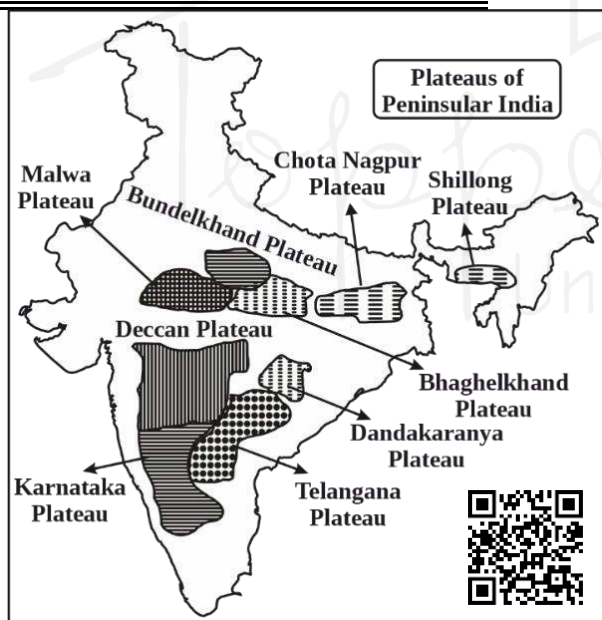 Plateaus of
Peninsular India
Chota Nagpur
Plateau
Shillong
Plateau
Malwa
Plateau
Bundelkhand Plateau
Deccan Plateau
Bhaghelkhand
Plateau
Dandakaranya
Plateau
Karnataka
Plateau
Telangana
Plateau